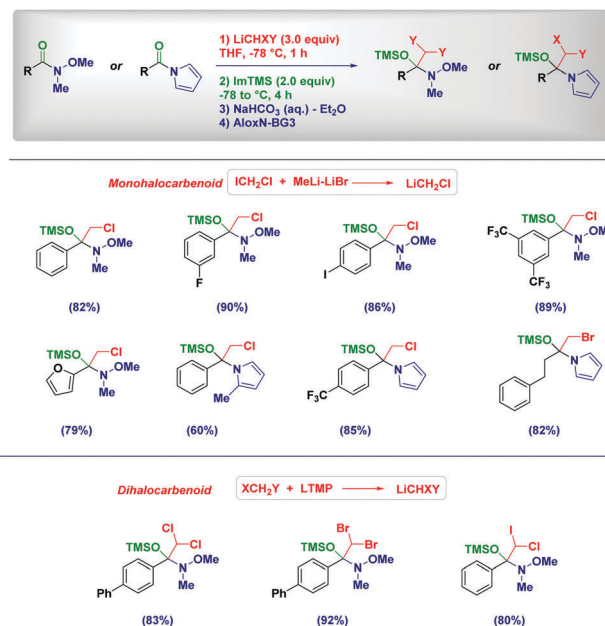 O
R N OMe
Me
or
O
R N
1) LiCHXY (3.0 equiv)
THF, -78 °C, 1 h
2) ImTMS (2.0 equiv)
-78 to °C, 4 h
3) NaHCO₃ (aq.) - Et₂O
4) AloxN-BG3
Y
TMSO Y
R N OMe
Me
or
X
TMSO Y
R N
Monohalocarbenoid ICH₂Cl + MeLi-LiBr LiCH₂Cl
TMSO Cl
N OMe
Me
(82%)
TMSO Cl
N OMe
Me
F
(90%)
TMSO Cl
N OMe
I Me
(86%)
TMSO Cl
F₃C N OMe
Me
CF₃
(89%)
TMSO Cl
O N OMe
Me
(79%)
TMSO Cl
N
Me
(60%)
TMSO Cl
N
F₃C
(85%)
TMSO Br
N
(82%)
Dihalocarbenoid XCH₂Y + LTMP LiCHXY
Cl
TMSO Cl
N OMe
Me
Ph
(83%)
Br
TMSO Br
N OMe
Me
Ph
(92%)
I
TMSO Cl
N OMe
Me
(80%)